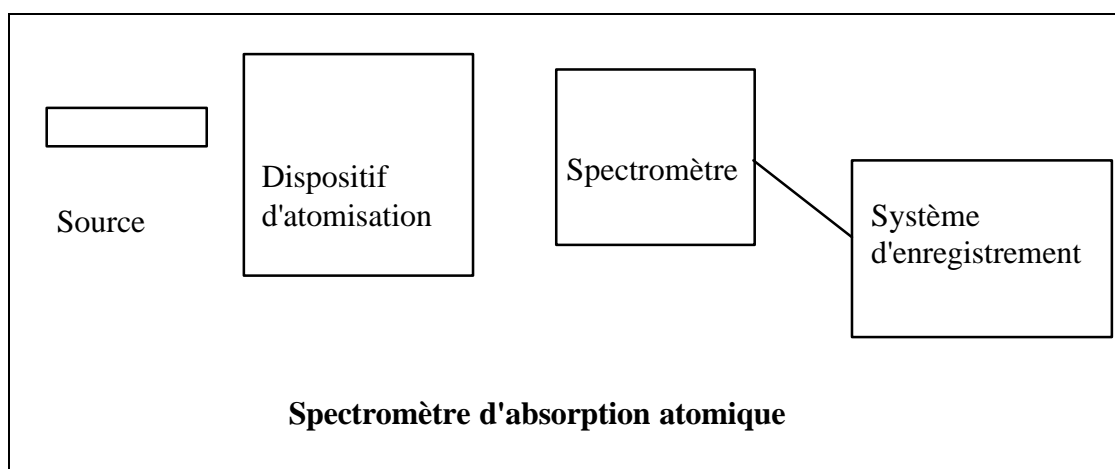 Source
Dispositif
d'atomisation
Spectromètre
Système
d'enregistrement
Spectromètre d'absorption atomique